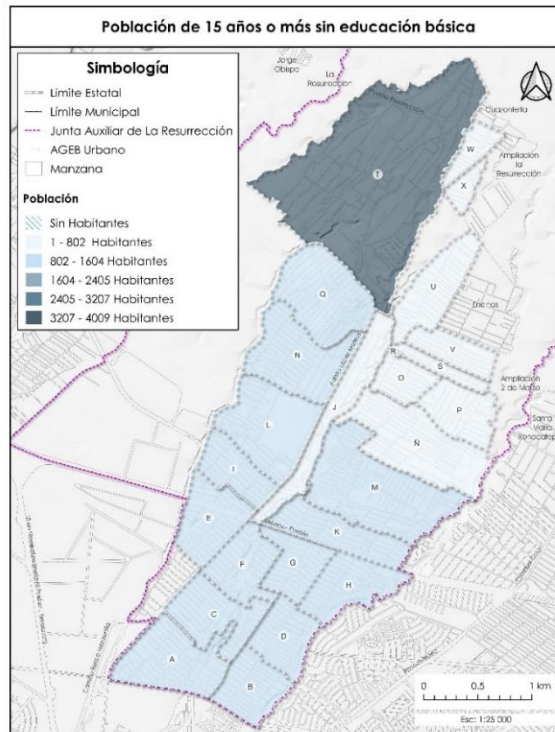 Población de 15 años o más sin educación básica
Simbología
Límite Estatal
Límite Municipal
Junta Auxiliar de La Resurrección
AGEB Urbano
Manzana
Población
Sin Habitantes
1 - 802 Habitantes
802 - 1604 Habitantes
1604 - 2405 Habitantes
2405 - 3207 Habitantes
3207 - 4009 Habitantes
Jorge
Obispo
La
Resurrección
W
Ampliación
la
Resurrección
X
T
U
Q
Encinos
N
R
V
S
O
Ampliación
2 de Marzo
J
P
L
Ñ
I
M
E
K
F
G
H
C
D
A
B
0 0.5 1 km
Esc: 1:25 000